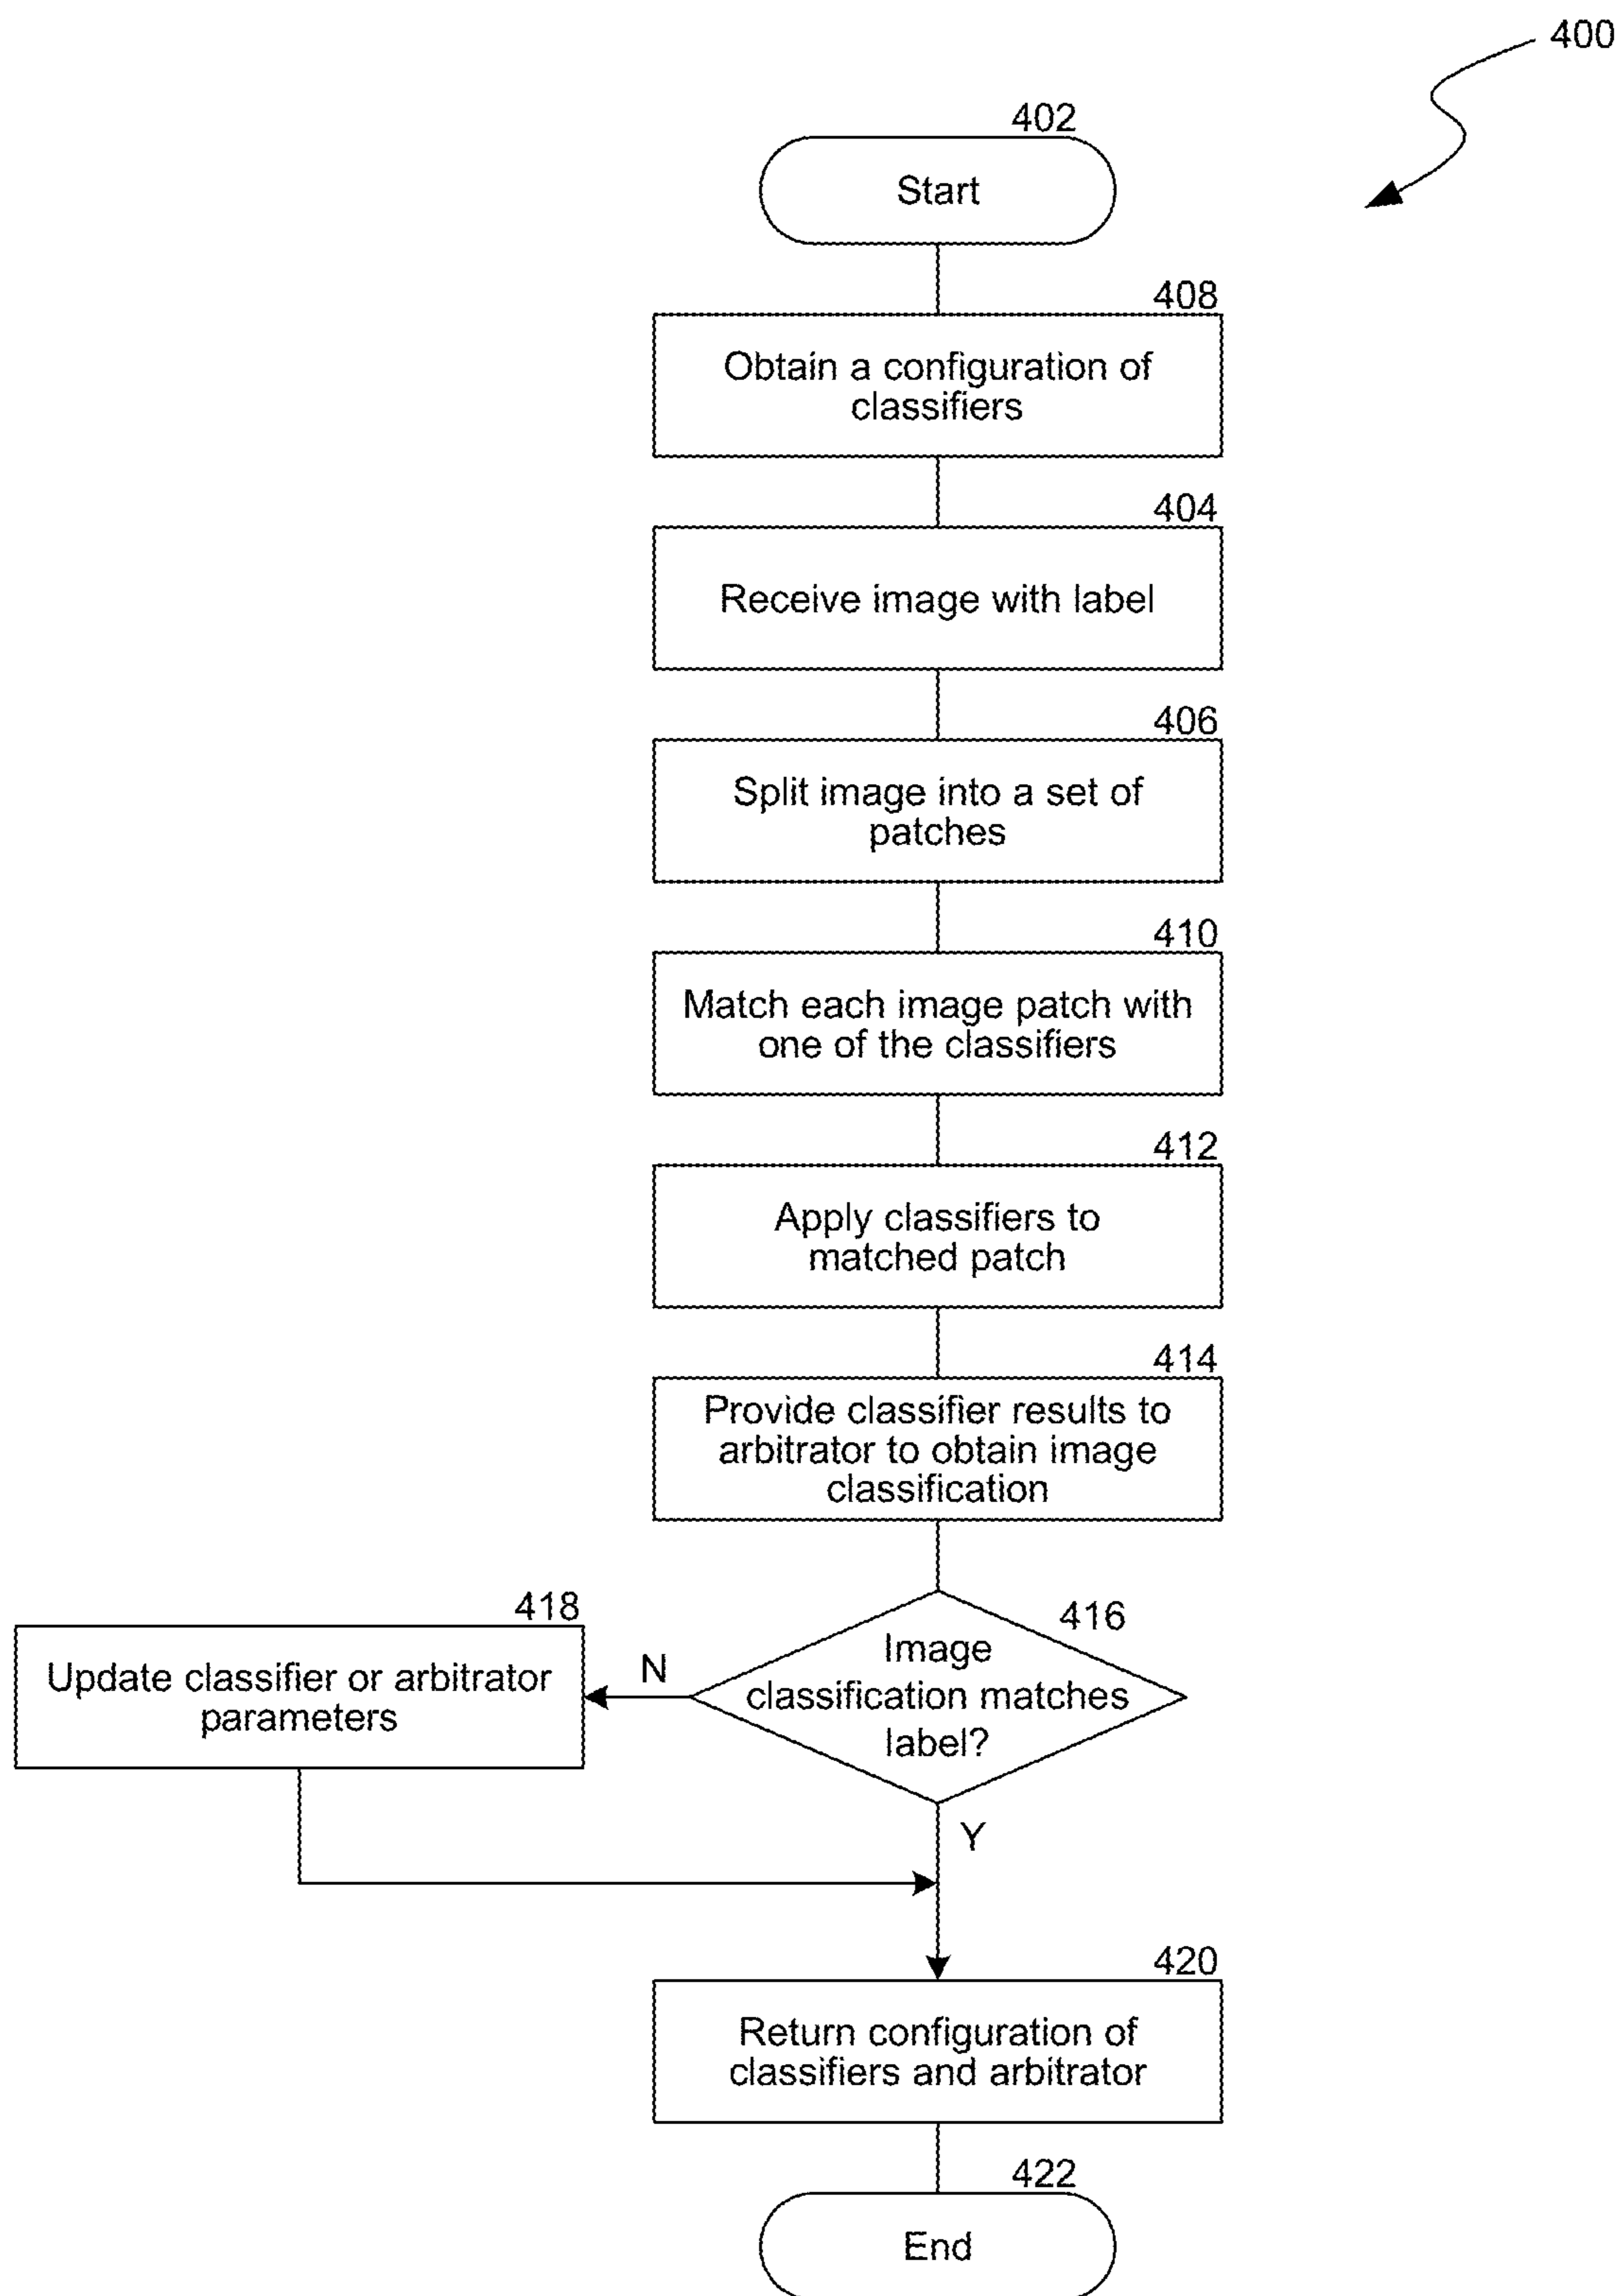 400
402
Start
408
Obtain a configuration of
classifiers
404
Receive image with label
406
Split image into a set of
patches
410
Match each image patch with
one of the classifiers
412
Apply classifiers to
matched patch
414
Provide classifier results to
arbitrator to obtain image
classification
416
Image
classification matches
label?
N
418
Update classifier or arbitrator
parameters
Y
420
Return configuration of
classifiers and arbitrator
422
End